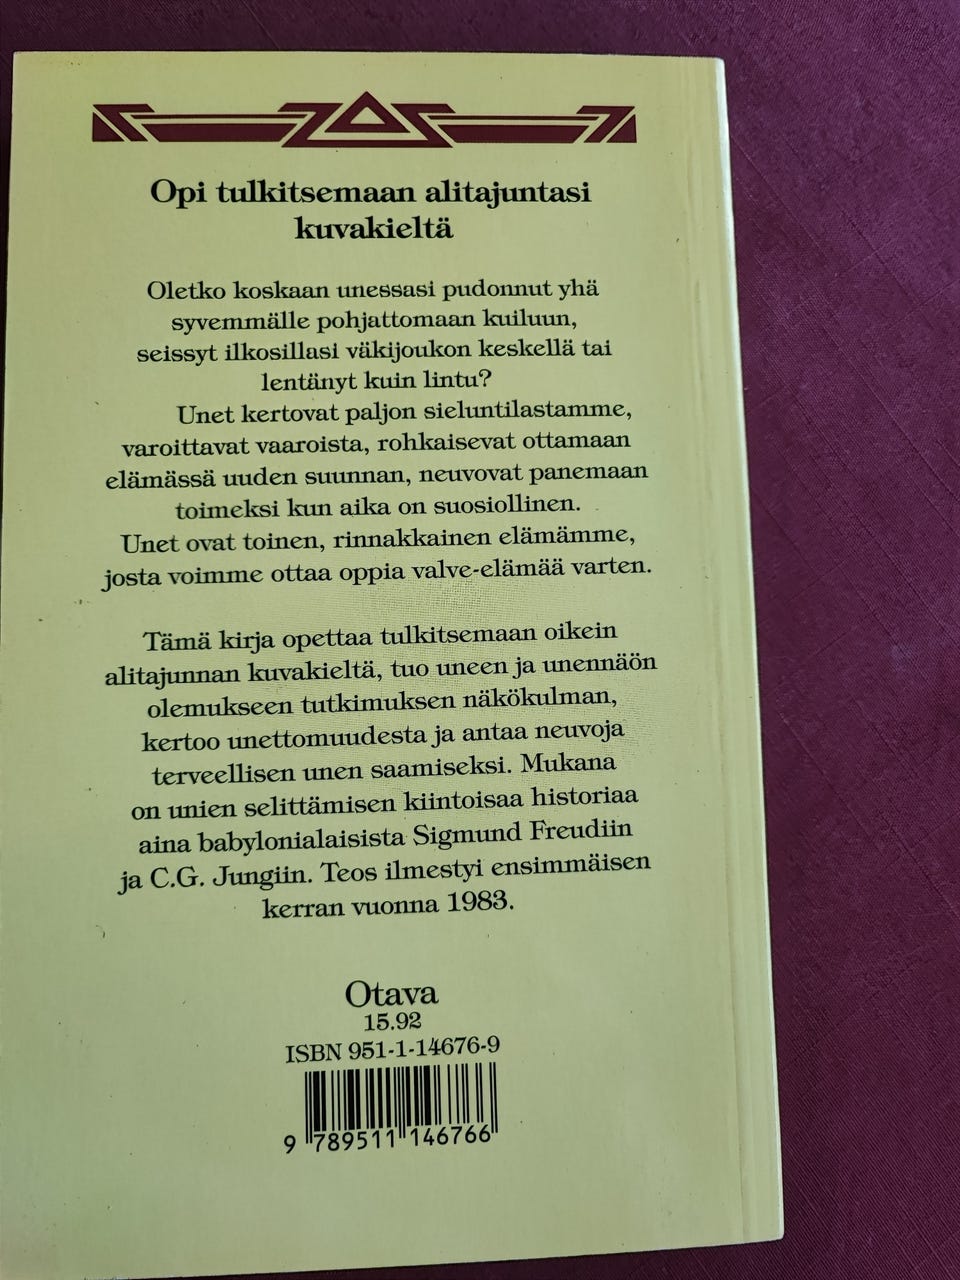 Opi tulkitsemaan alitajuntasi
kuvakieltä
Oletko koskaan unessasi pudonnut yhä
syvemmälle pohjattomaan kuiluun,
seissyt ilkosillasi väkijoukon keskellä tai
lentänyt kuin lintu?
Unet kertovat paljon sieluntilastamme,
varoittavat vaaroista, rohkaisevat ottamaan
elämässä uuden suunnan, neuvovat panemaan
toimeksi kun aika on suosiollinen.
Unet ovat toinen, rinnakkainen elämämme,
josta voimme ottaa oppia valve-elämää varten.
Tämä kirja opettaa tulkitsemaan oikein
alitajunnan kuvakieltä, tuo uneen ja unennäön
olemukseen tutkimuksen näkökulman,
kertoo unettomuudesta ja antaa neuvoja
terveellisen unen saamiseksi. Mukana
on unien selittämisen kiintoisaa historiaa
aina babylonialaisista Sigmund Freudiin
ja C.G. Jungiin. Teos ilmestyi ensimmäisen
kerran vuonna 1983.
Otava
15.92
ISBN 951-1-14676-9
9 789511 146766